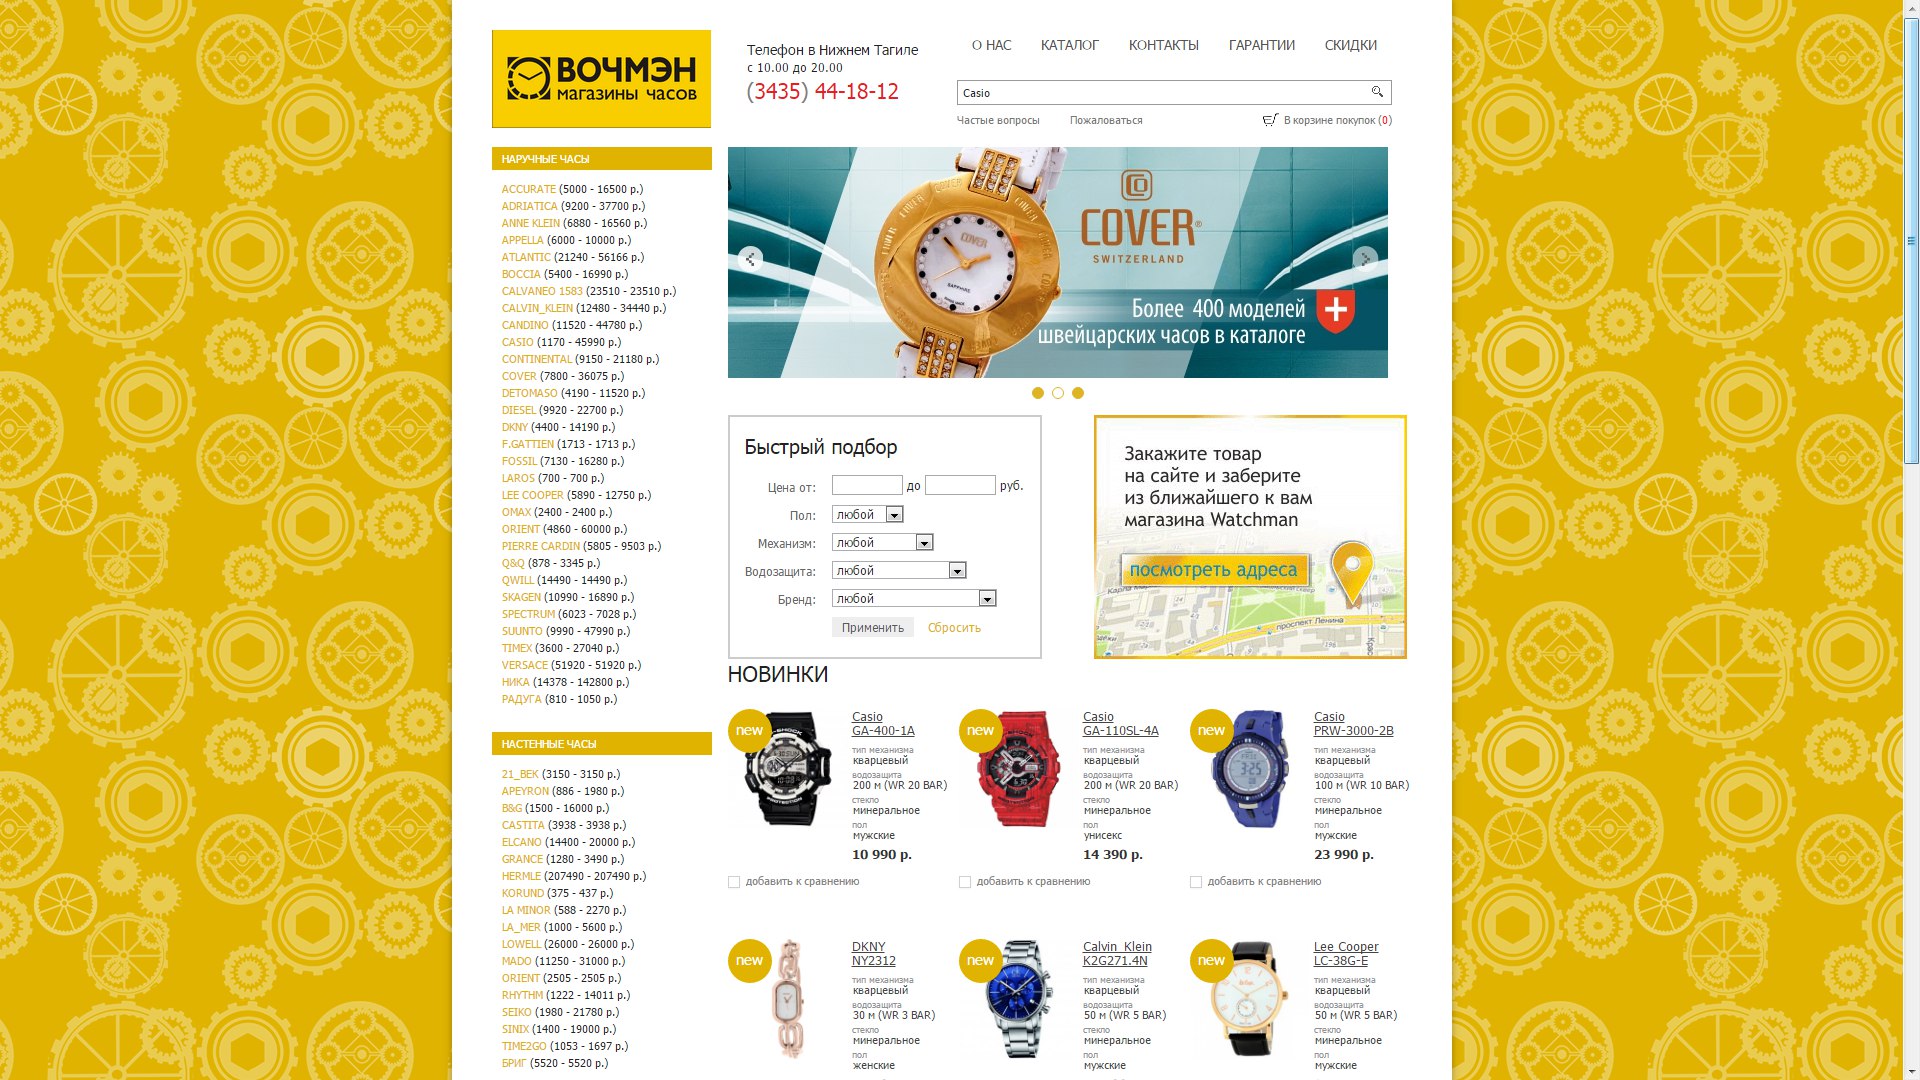 ВОЧМЭН
магазины часов
Телефон в Нижнем Тагиле
с 10.00 до 20.00
(3435) 44-18-12
О НАС КАТАЛОГ КОНТАКТЫ ГАРАНТИИ СКИДКИ
Casio
Частые вопросы Пожаловаться В корзине покупок (0)
НАРУЧНЫЕ ЧАСЫ
ACCURATE (5000 - 16500 р.)
ADRIATICA (9200 - 37700 р.)
ANNE KLEIN (6880 - 16560 р.)
APPELLA (6000 - 10000 р.)
ATLANTIC (21240 - 56166 р.)
BOCCIA (5400 - 16990 р.)
CALVANEO 1583 (23510 - 23510 р.)
CALVIN_KLEIN (12480 - 34440 р.)
CANDINO (11520 - 44780 р.)
CASIO (1170 - 45990 р.)
CONTINENTAL (9150 - 21180 р.)
COVER (7800 - 36075 р.)
DETOMASO (4190 - 11520 р.)
DIESEL (9920 - 22700 р.)
DKNY (4400 - 14190 р.)
F.GATTIEN (1713 - 1713 р.)
FOSSIL (7130 - 16280 р.)
LAROS (700 - 700 р.)
LEE COOPER (5890 - 12750 р.)
OMAX (2400 - 2400 р.)
ORIENT (4860 - 60000 р.)
PIERRE CARDIN (5805 - 9503 р.)
Q&Q (878 - 3345 р.)
QWILL (14490 - 14490 р.)
SKAGEN (10990 - 16890 р.)
SPECTRUM (6023 - 7028 р.)
SUUNTO (9990 - 47990 р.)
TIMEX (3600 - 27040 р.)
VERSACE (51920 - 51920 р.)
НИКА (14378 - 142800 р.)
РАДУГА (810 - 1050 р.)
НАСТЕННЫЕ ЧАСЫ
21_ВЕК (3150 - 3150 р.)
APEYRON (886 - 1980 р.)
B&G (1500 - 16000 р.)
CASTITA (3938 - 3938 р.)
ELCANO (14400 - 20000 р.)
GRANCE (1280 - 3490 р.)
HERMLE (207490 - 207490 р.)
KORUND (375 - 437 р.)
LA MINOR (588 - 2270 р.)
LA_MER (1000 - 5600 р.)
LOWELL (26000 - 26000 р.)
MADO (11250 - 31000 р.)
ORIENT (2505 - 2505 р.)
RHYTHM (1222 - 14011 р.)
SEIKO (1980 - 21780 р.)
SINIX (1400 - 19000 р.)
TIME2GO (1053 - 1697 р.)
БРИГ (5520 - 5520 р.)
COVER
SAPPHIRE
COVER®
SWITZERLAND
Более 400 моделей
швейцарских часов в каталоге
Быстрый подбор
Цена от: до руб.
Пол: любой
Механизм: любой
Водозащита: любой
Бренд: любой
Применить Сбросить
Закажите товар
на сайте и заберите
из ближайшего к вам
магазина Watchman
посмотреть адреса
проспект Ленина
НОВИНКИ
new
Casio
GA-400-1A
тип механизма
кварцевый
водозащита
200 м (WR 20 BAR)
стекло
минеральное
пол
мужские
10 990 р.
добавить к сравнению
new
Casio
GA-110SL-4A
тип механизма
кварцевый
водозащита
200 м (WR 20 BAR)
стекло
минеральное
пол
унисекс
14 390 р.
добавить к сравнению
new
Casio
PRW-3000-2B
тип механизма
кварцевый
водозащита
100 м (WR 10 BAR)
стекло
минеральное
пол
мужские
23 990 р.
добавить к сравнению
new
DKNY
NY2312
тип механизма
кварцевый
водозащита
30 м (WR 3 BAR)
стекло
минеральное
пол
женские
new
Calvin_Klein
K2G271.4N
тип механизма
кварцевый
водозащита
50 м (WR 5 BAR)
стекло
минеральное
пол
мужские
new
Lee Cooper
LC-38G-E
тип механизма
кварцевый
водозащита
50 м (WR 5 BAR)
стекло
минеральное
пол
мужские